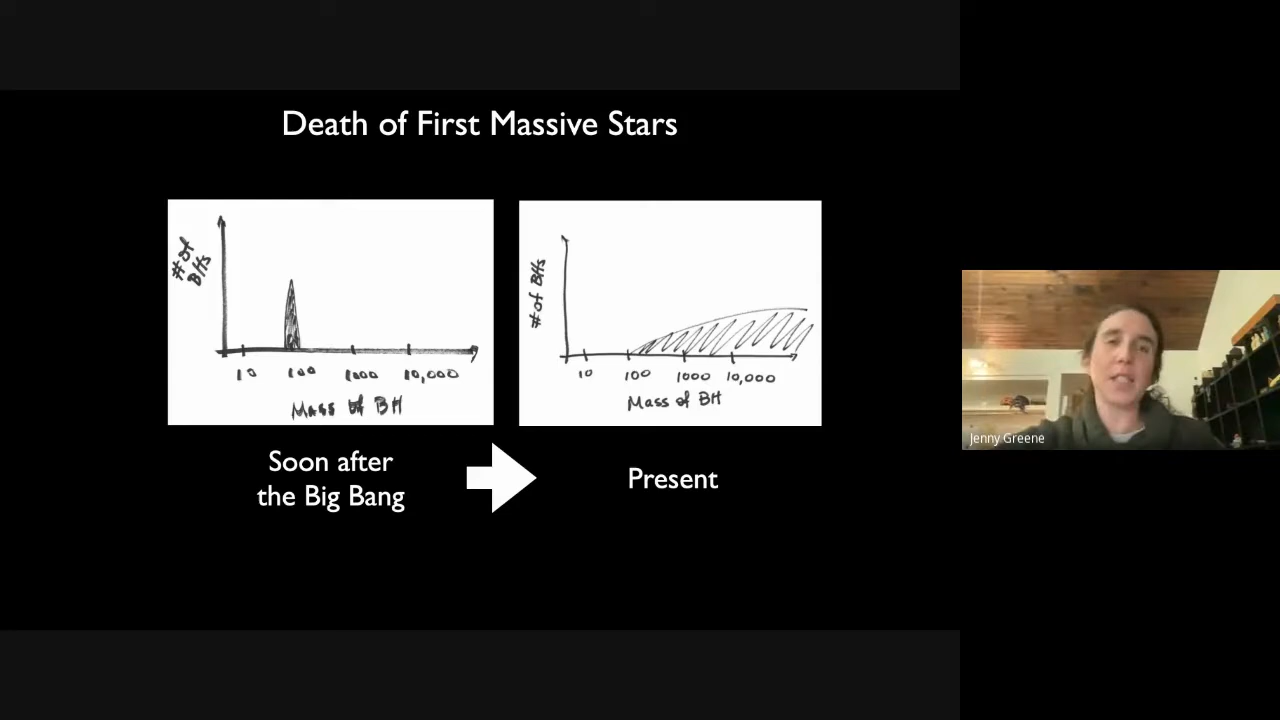 Death of First Massive Stars
# of
BHs
10 100 1000 10,000
Mass of BH
# of BHs
10 100 1000 10,000
Mass of BH
Soon after
the Big Bang
Present
Jenny Greene